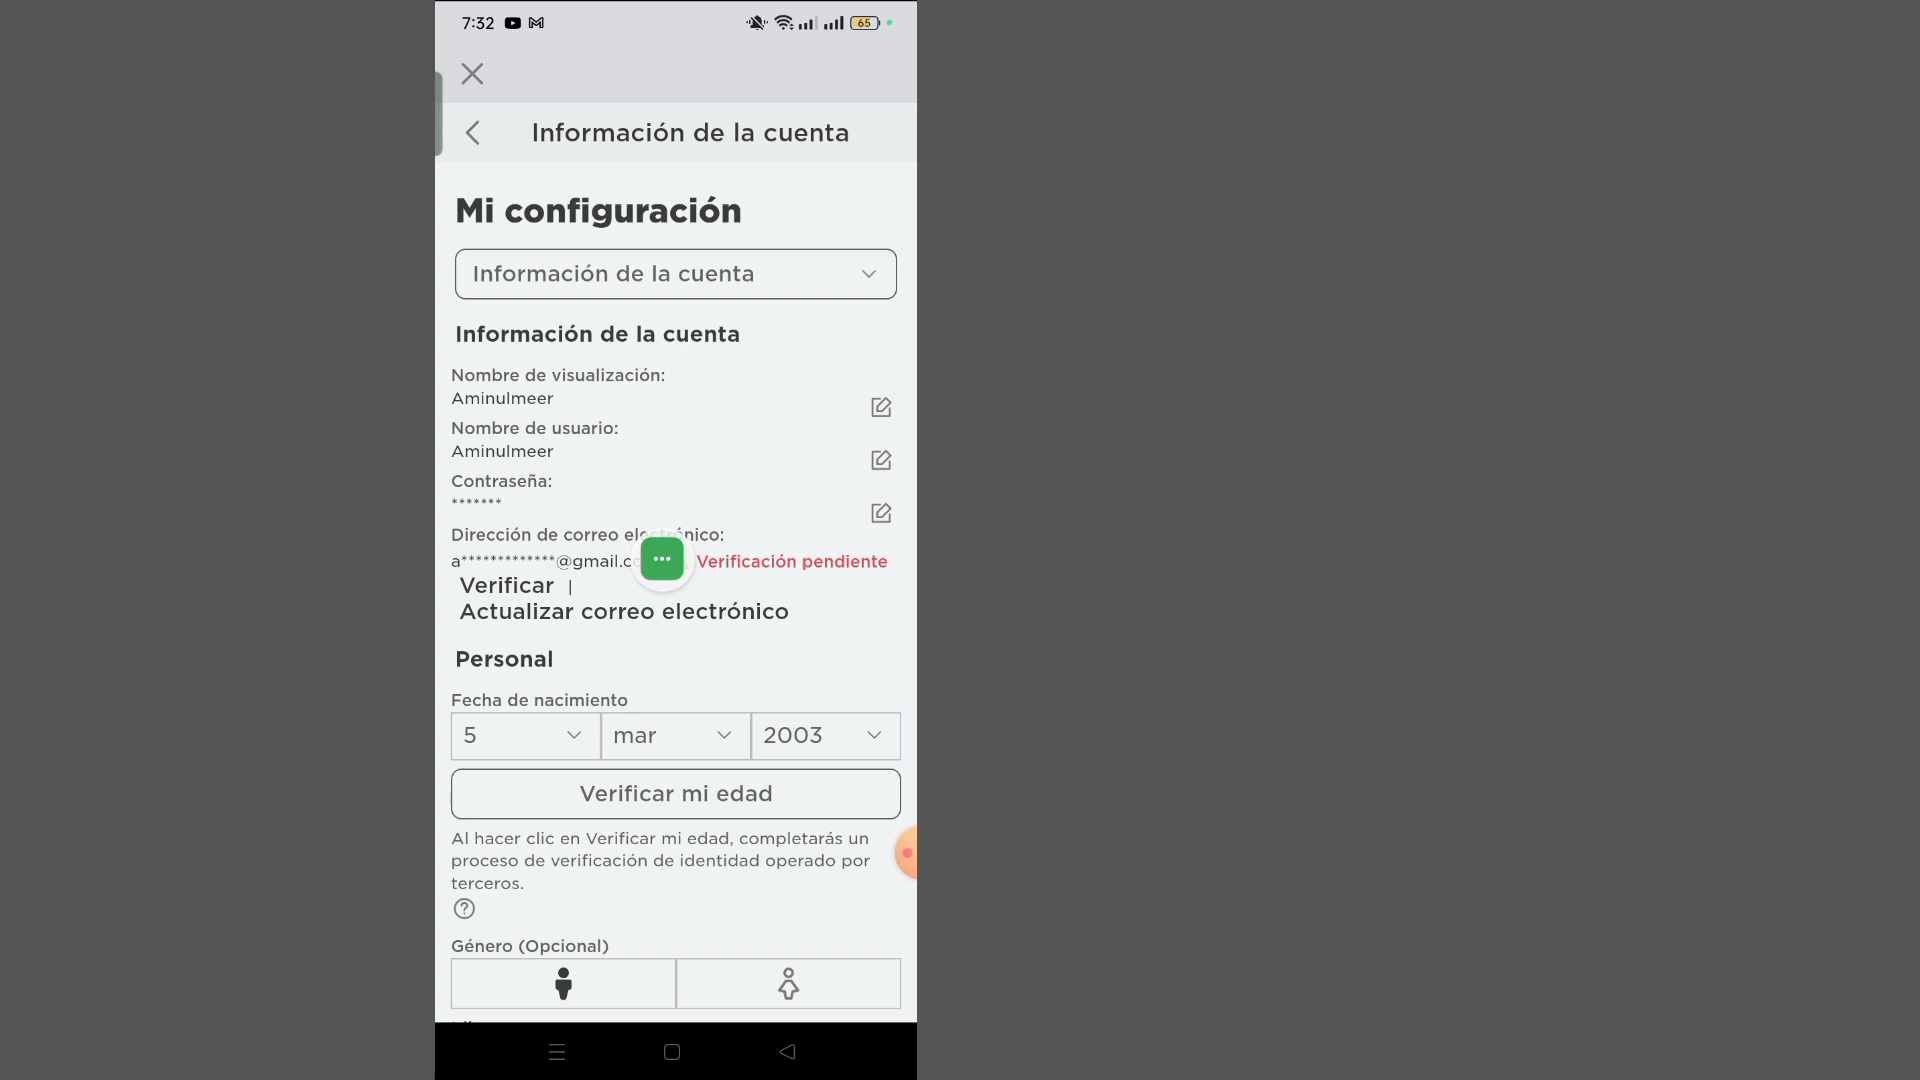 7:32
65
Información de la cuenta
Mi configuración
Información de la cuenta
Información de la cuenta
Nombre de visualización:
Aminulmeer
Nombre de usuario:
Aminulmeer
Contraseña:
*******
Dirección de correo electrónico:
a*************@gmail.c Verificación pendiente
Verificar |
Actualizar correo electrónico
Personal
Fecha de nacimiento
5 mar 2003
Verificar mi edad
Al hacer clic en Verificar mi edad, completarás un
proceso de verificación de identidad operado por
terceros.
Género (Opcional)